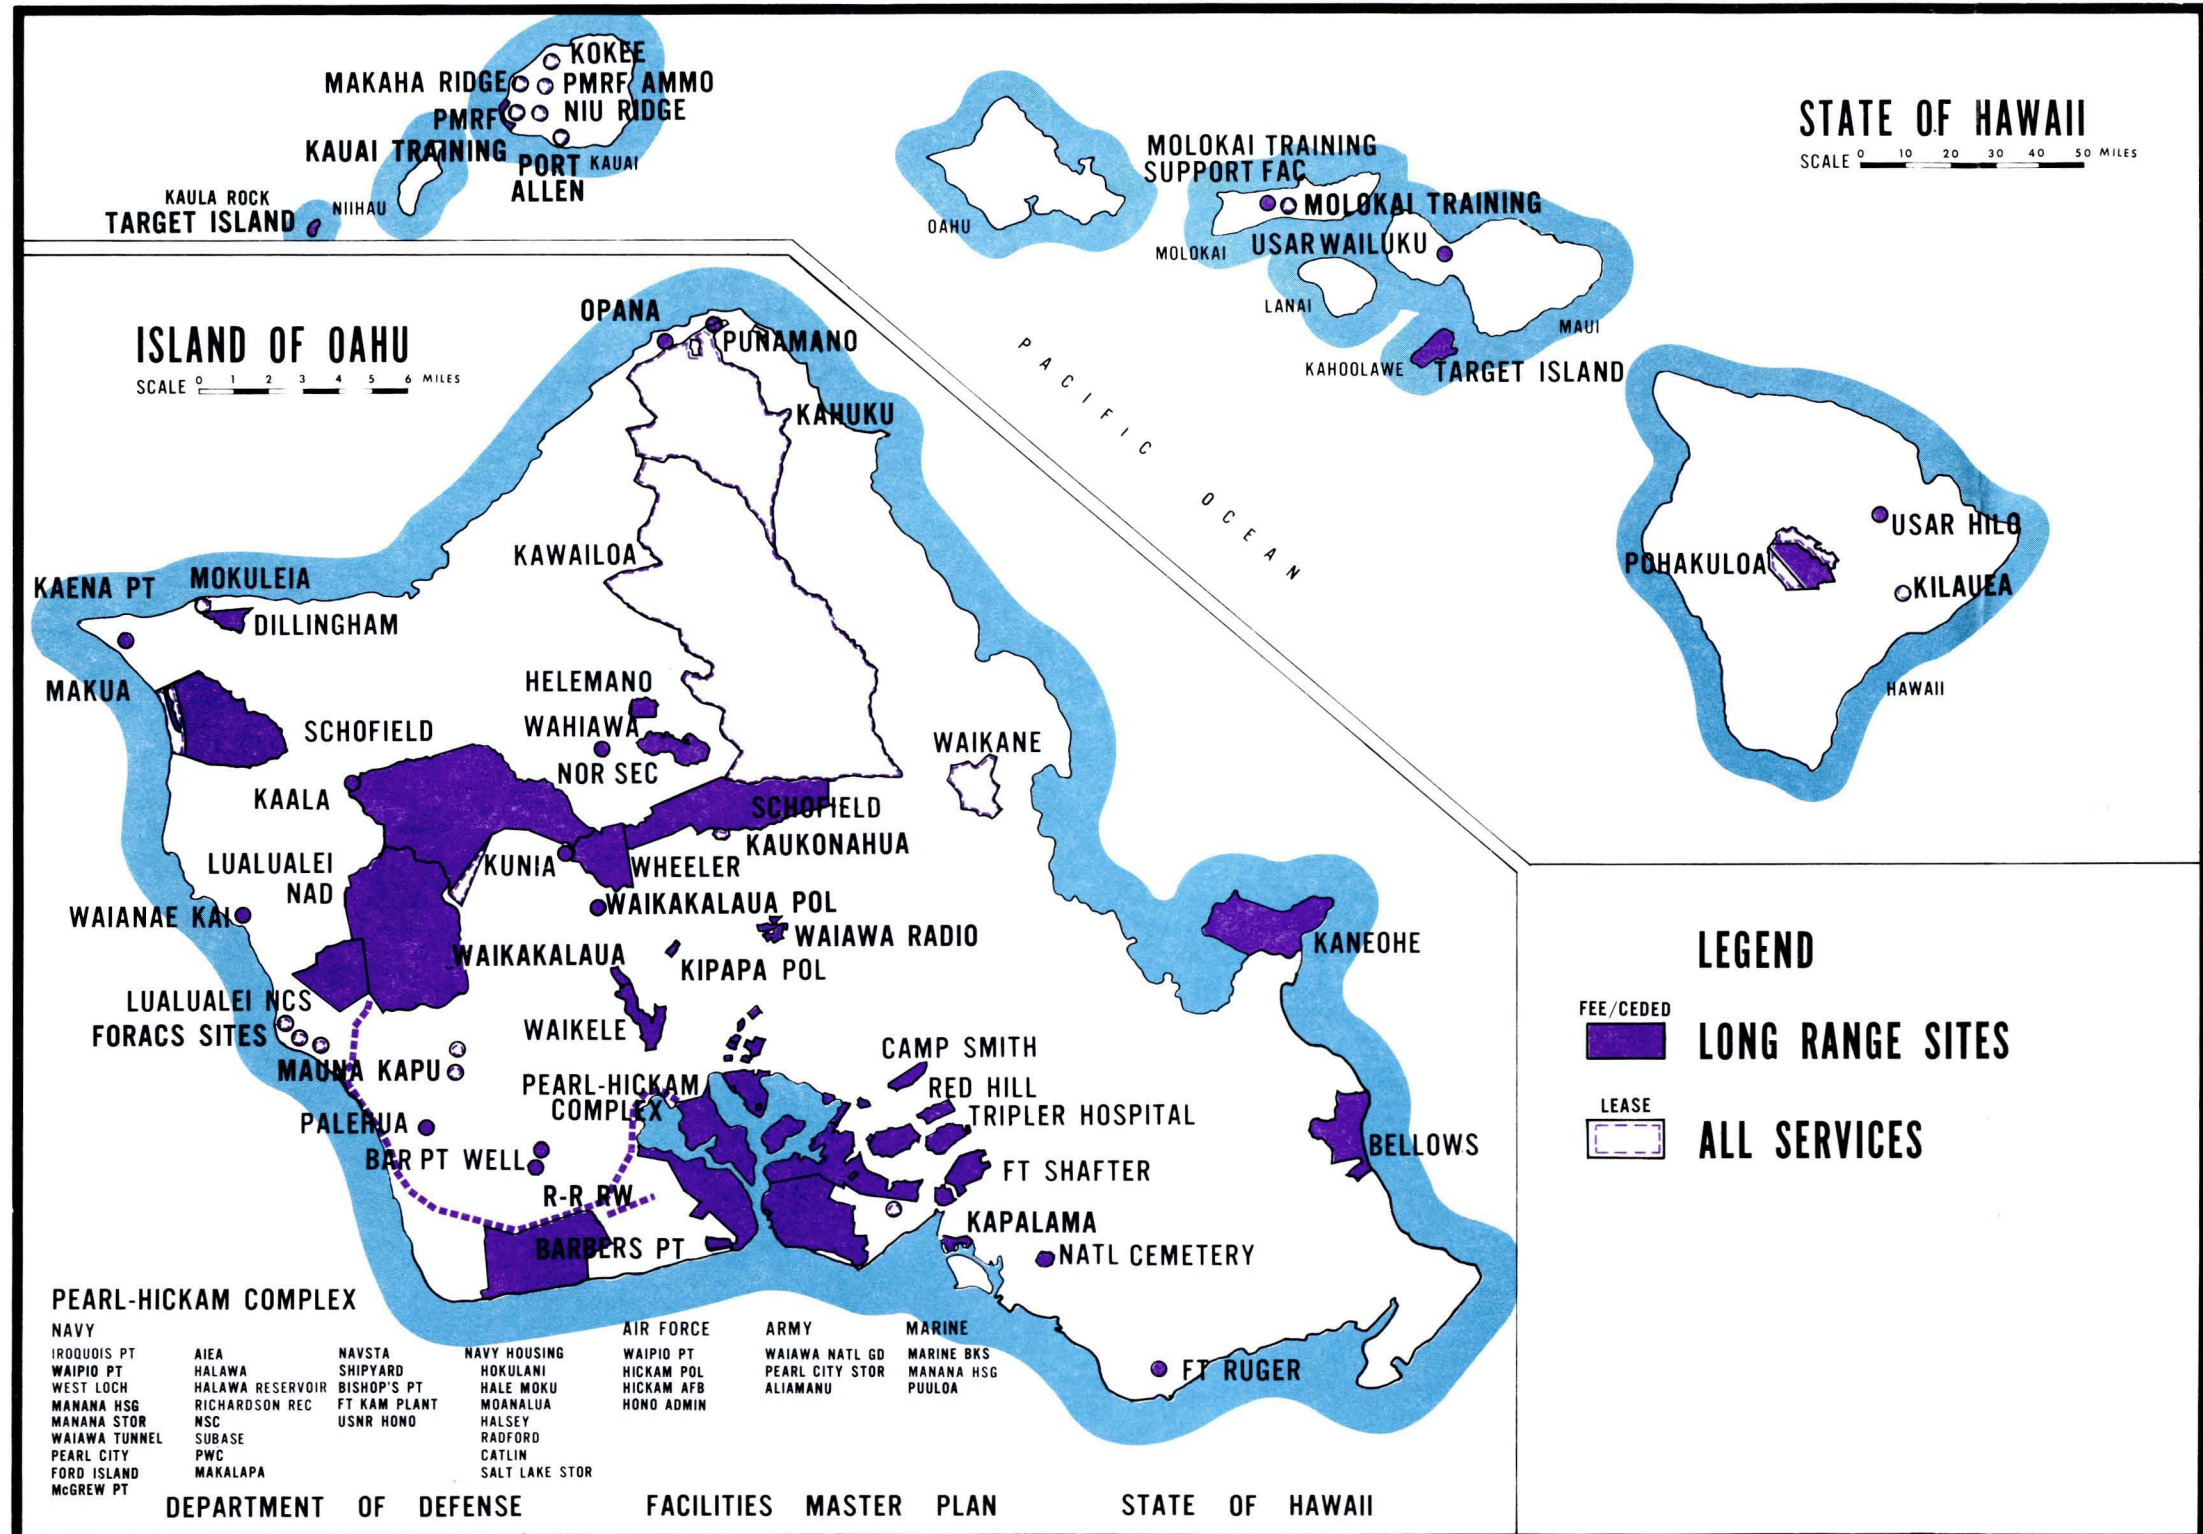 KOKEE
MAKAHA RIDGE
PMRF AMMO
PMRF
NIU RIDGE
KAUAI TRAINING
PORT ALLEN
KAUAI
KAULA ROCK
TARGET ISLAND
NIIHAU
OAHU
MOLOKAI TRAINING
SUPPORT FAC
MOLOKAI TRAINING
MOLOKAI
USAR WAILUKU
LANAI
MAUI
KAHOOLAWE
TARGET ISLAND
STATE OF HAWAII
SCALE 0 10 20 30 40 50 MILES
PACIFIC OCEAN
USAR HILO
POHAKULOA
KILAUEA
HAWAII
ISLAND OF OAHU
SCALE 0 1 2 3 4 5 6 MILES
OPANA
PUNAMANO
KAHUKU
KAWAILOA
KAENA PT
MOKULEIA
DILLINGHAM
MAKUA
HELEMANO
SCHOFIELD
WAHIAWA
NOR SEC
WAIKANE
KAALA
SCHOFIELD
KAUKONAHUA
LUALUALEI
NAD
KUNIA
WHEELER
WAIANAE KAI
WAIKAKALAUA POL
WAIAWA RADIO
WAIKAKALAUA
KIPAPA POL
KANEOHE
LUALUALEI NCS
FORACS SITES
WAIKELE
MAUNA KAPU
CAMP SMITH
PEARL-HICKAM
COMPLEX
RED HILL
TRIPLER HOSPITAL
PALEHUA
BAR PT WELL
BELLOWS
FT SHAFTER
R-R RW
KAPALAMA
BARBERS PT
NATL CEMETERY
FT RUGER
LEGEND
FEE/CEDED
LONG RANGE SITES
LEASE
ALL SERVICES
PEARL-HICKAM COMPLEX
NAVY
IROQUOIS PT
WAIPIO PT
WEST LOCH
MANANA HSG
MANANA STOR
WAIAWA TUNNEL
PEARL CITY
FORD ISLAND
McGREW PT
AIEA
HALAWA
HALAWA RESERVOIR
RICHARDSON REC
NSC
SUBASE
PWC
MAKALAPA
NAVSTA
SHIPYARD
BISHOP'S PT
FT KAM PLANT
USNR HONO
NAVY HOUSING
HOKULANI
HALE MOKU
MOANALUA
HALSEY
RADFORD
CATLIN
SALT LAKE STOR
AIR FORCE
WAIPIO PT
HICKAM POL
HICKAM AFB
HONO ADMIN
ARMY
WAIAWA NATL GD
PEARL CITY STOR
ALIAMANU
MARINE
MARINE BKS
MANANA HSG
PUULOA
DEPARTMENT OF DEFENSE FACILITIES MASTER PLAN STATE OF HAWAII